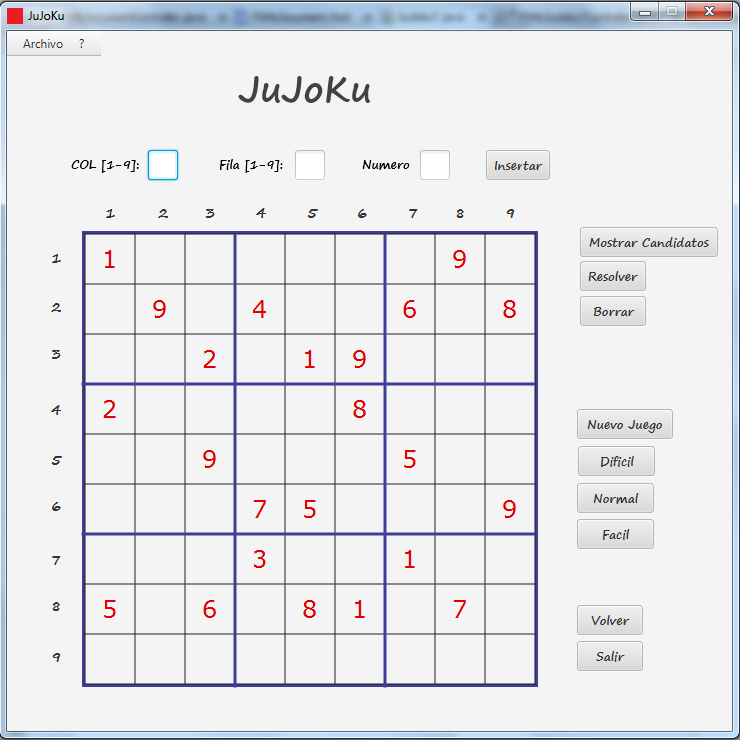 JuJoKu
Archivo ?
JuJoKu
COL [1-9]: Fila [1-9]: Numero Insertar
1 2 3 4 5 6 7 8 9
1 1 9
2 9 4 6 8
3 2 1 9
4 2 8
5 9 5
6 7 5 9
7 3 1
8 5 6 8 1 7
9
Mostrar Candidatos
Resolver
Borrar
Nuevo Juego
Dificil
Normal
Facil
Volver
Salir